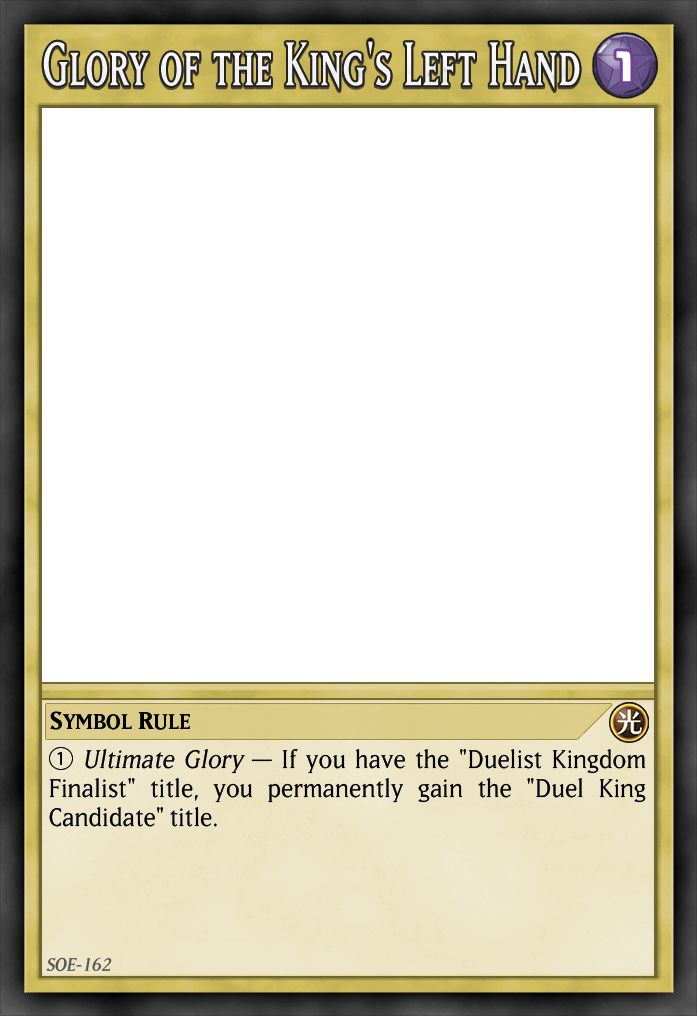 Glory of the King's Left Hand 1
Symbol Rule 光
① Ultimate Glory — If you have the "Duelist Kingdom
Finalist" title, you permanently gain the "Duel King
Candidate" title.
SOE-162